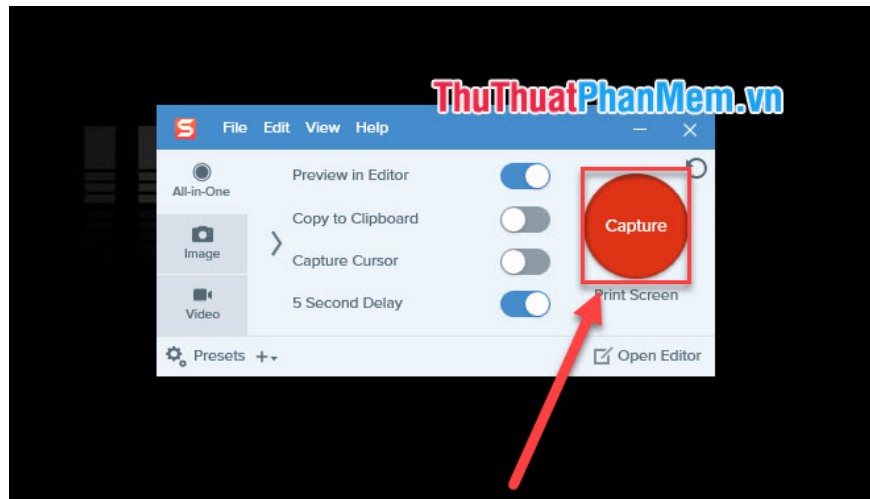 ThuThuatPhanMem.vn
File Edit View Help
All-in-One
Image
Video
Preview in Editor
Copy to Clipboard
Capture Cursor
5 Second Delay
Capture
Print Screen
Presets
Open Editor